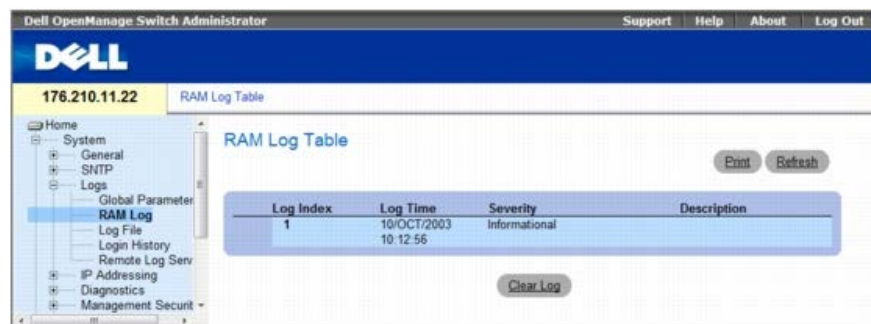 Dell OpenManage Switch Administrator
Support Help About Log Out
DELL
176.210.11.22
RAM Log Table
Home
System
General
SNTP
Logs
Global Parameter
RAM Log
Log File
Login History
Remote Log Serv
IP Addressing
Diagnostics
Management Securit
RAM Log Table
Print Refresh
Log Index Log Time Severity Description
1 10/OCT/2003 Informational
10:12:56
Clear Log